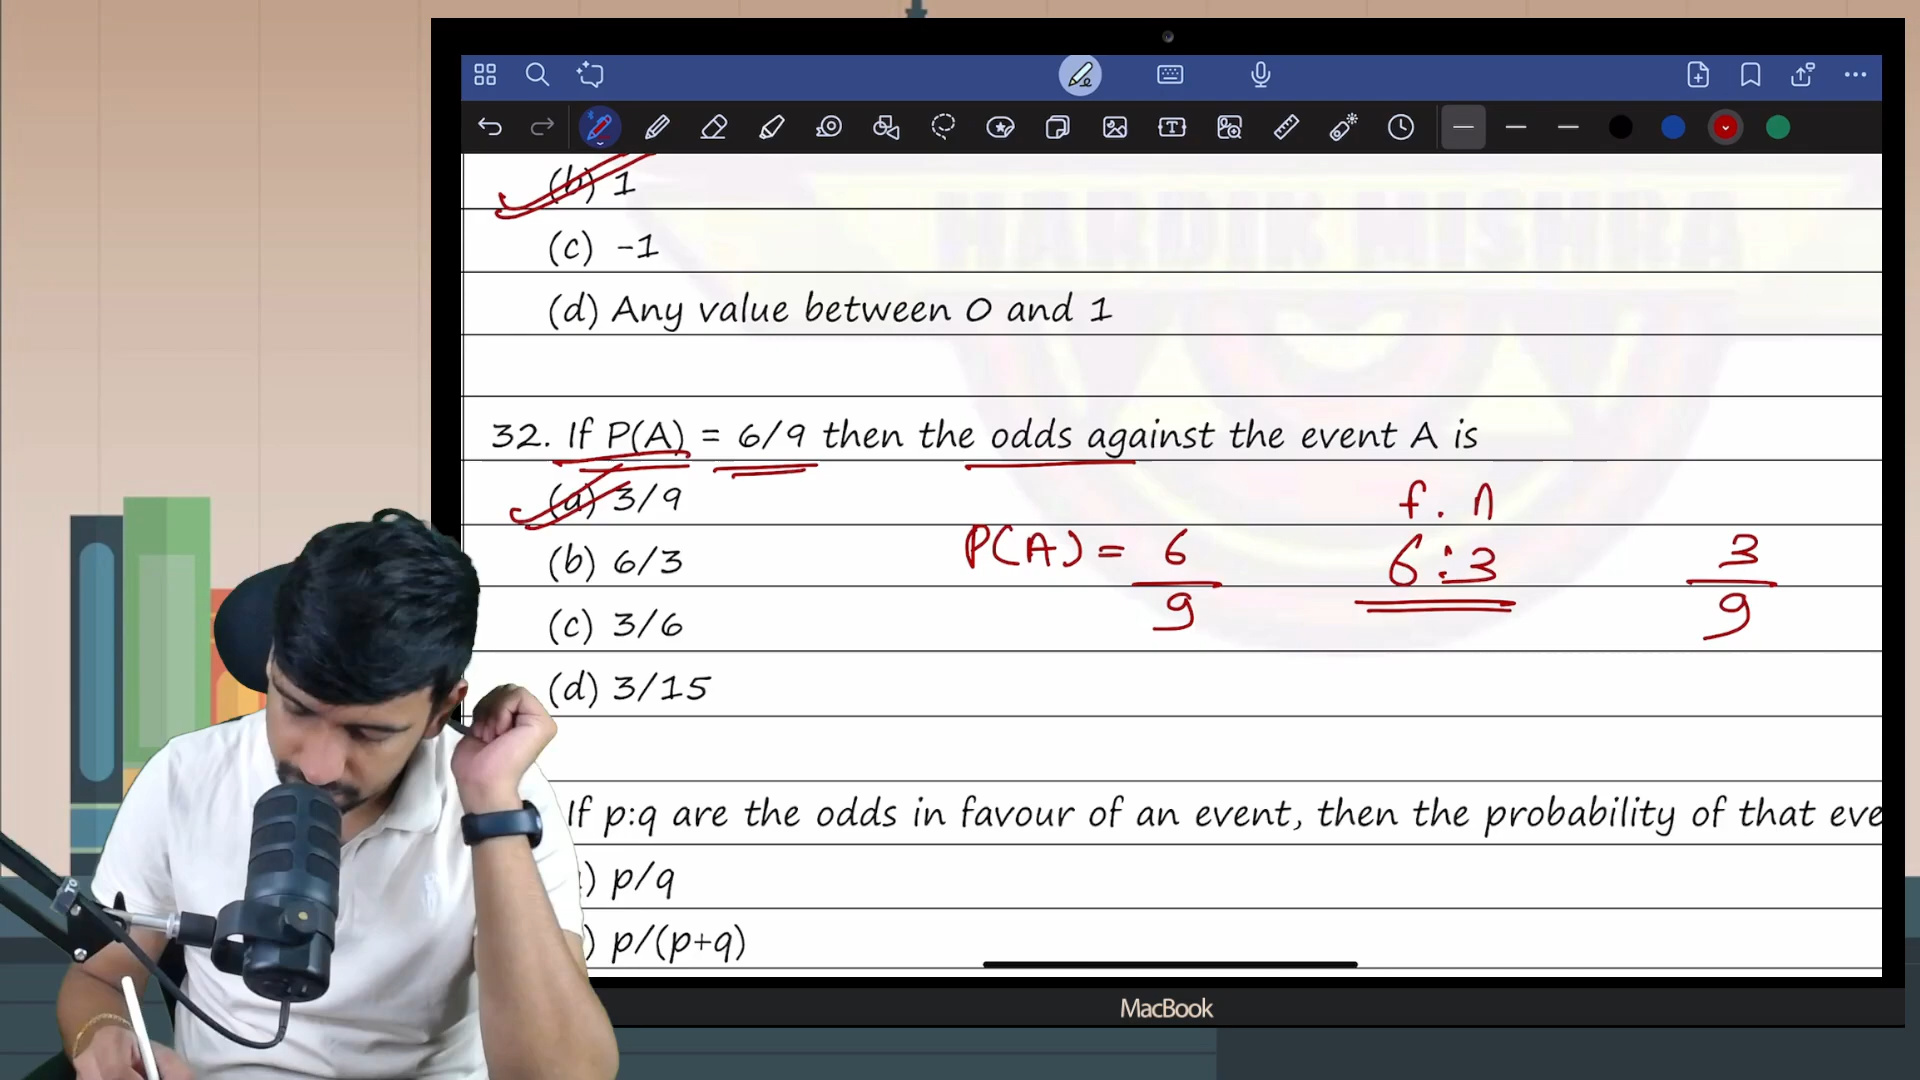 HARDIK MISHRA
(b) 1
(c) -1
(d) Any value between 0 and 1
32. If P(A) = 6/9 then the odds against the event A is
(a) 3/9
(b) 6/3
(c) 3/6
(d) 3/15
f. n
P(A) = 6/9
6:3
3/9
If p:q are the odds in favour of an event, then the probability of that eve
) p/q
) p/(p+q)
MacBook